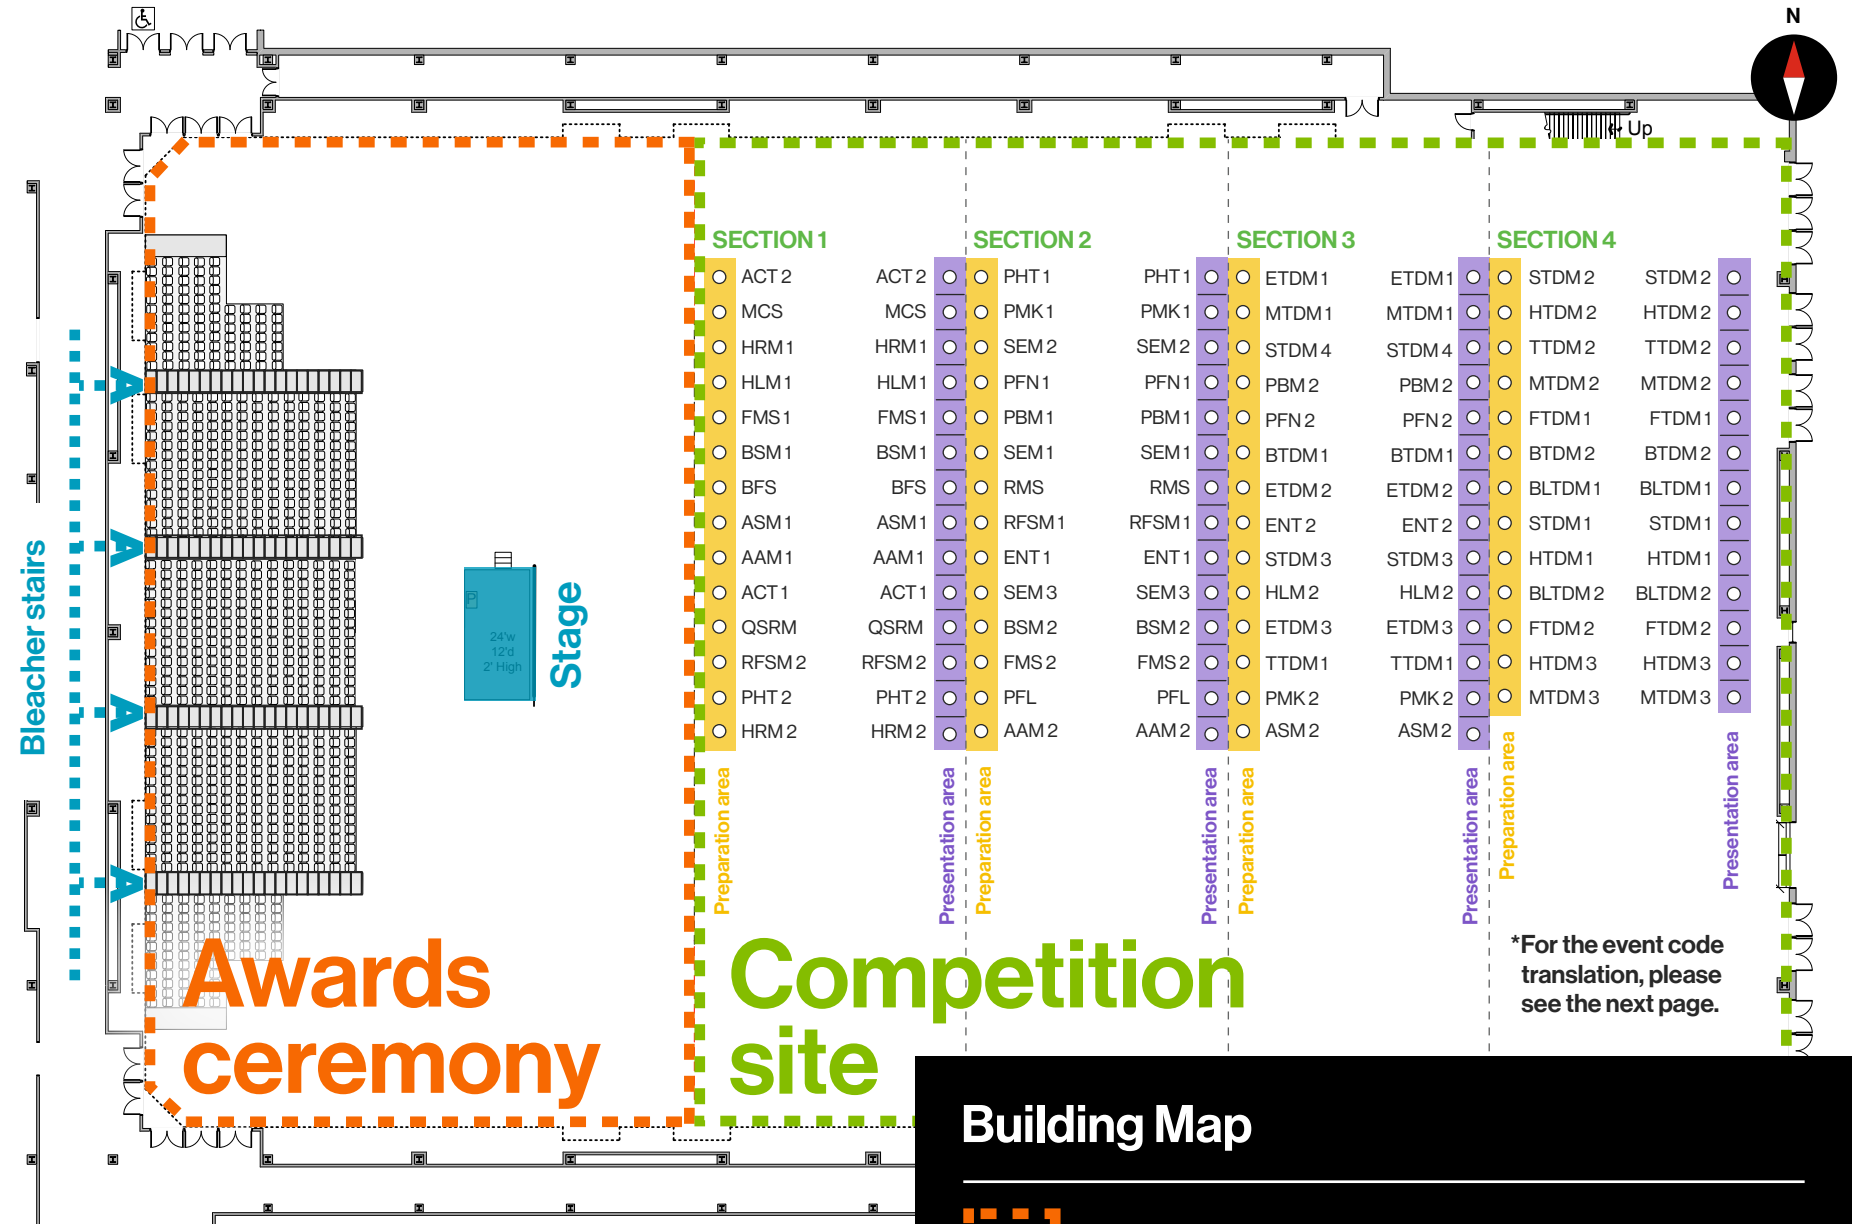 N
Up
SECTION 1
SECTION 2
SECTION 3
SECTION 4
ACT 2 ACT 2 PHT 1 PHT 1 ETDM 1 ETDM 1 STDM 2 STDM 2
MCS MCS PMK 1 PMK 1 MTDM 1 MTDM 1 HTDM 2 HTDM 2
HRM 1 HRM 1 SEM 2 SEM 2 STDM 4 STDM 4 TTDM 2 TTDM 2
HLM 1 HLM 1 PFN 1 PFN 1 PBM 2 PBM 2 MTDM 2 MTDM 2
FMS 1 FMS 1 PBM 1 PBM 1 PFN 2 PFN 2 FTDM 1 FTDM 1
BSM 1 BSM 1 SEM 1 SEM 1 BTDM 1 BTDM 1 BTDM 2 BTDM 2
BFS BFS RMS RMS ETDM 2 ETDM 2 BLTDM 1 BLTDM 1
ASM 1 ASM 1 RFSM 1 RFSM 1 ENT 2 ENT 2 STDM 1 STDM 1
AAM 1 AAM 1 ENT 1 ENT 1 STDM 3 STDM 3 HTDM 1 HTDM 1
ACT 1 ACT 1 SEM 3 SEM 3 HLM 2 HLM 2 BLTDM 2 BLTDM 2
QSRM QSRM BSM 2 BSM 2 ETDM 3 ETDM 3 FTDM 2 FTDM 2
RFSM 2 RFSM 2 FMS 2 FMS 2 TTDM 1 TTDM 1 HTDM 3 HTDM 3
PHT 2 PHT 2 PFL PFL PMK 2 PMK 2 MTDM 3 MTDM 3
HRM 2 HRM 2 AAM 2 AAM 2 ASM 2 ASM 2
Preparation area
Presentation area
Preparation area
Presentation area
Preparation area
Presentation area
Preparation area
Presentation area
Bleacher stairs
P
24'w
12'd
2' High
Stage
*For the event code
translation, please
see the next page.
Awards
ceremony
Competition
site
Building Map